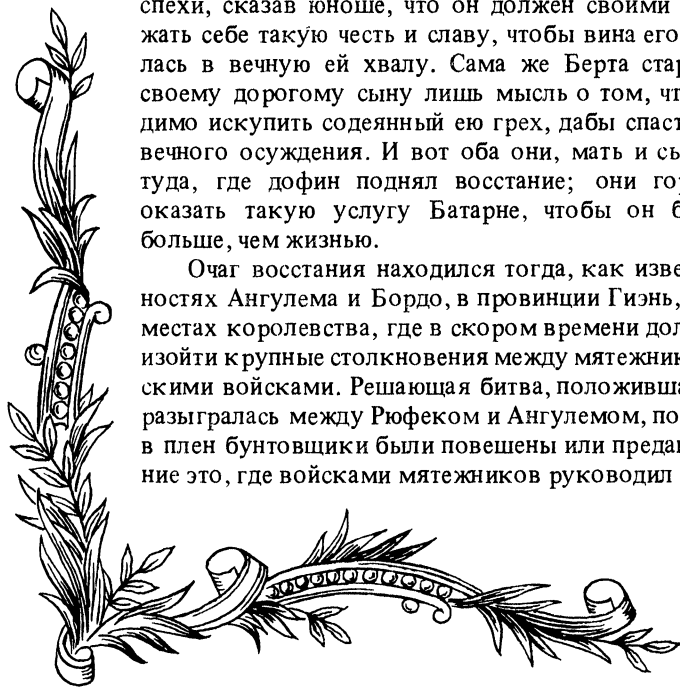 спехи, сказав юноше, что он должен своими
жать себе такую честь и славу, чтобы вина его
лась в вечную ей хвалу. Сама же Берта стар
своему дорогому сыну лишь мысль о том, чт
димо искупить содеянный ею грех, дабы спаст
вечного осуждения. И вот оба они, мать и сы
туда, где дофин поднял восстание; они го
оказать такую услугу Батарне, чтобы он б
больше, чем жизнью.
Очаг восстания находился тогда, как изве
ностях Ангулема и Бордо, в провинции Гиэнь,
местах королевства, где в скором времени дол
изойти крупные столкновения между мятежник
скими войсками. Решающая битва, положивша
разыгралась между Рюфеком и Ангулемом, по
в плен бунтовщики были повешены или предан
ние это, где войсками мятежников руководил